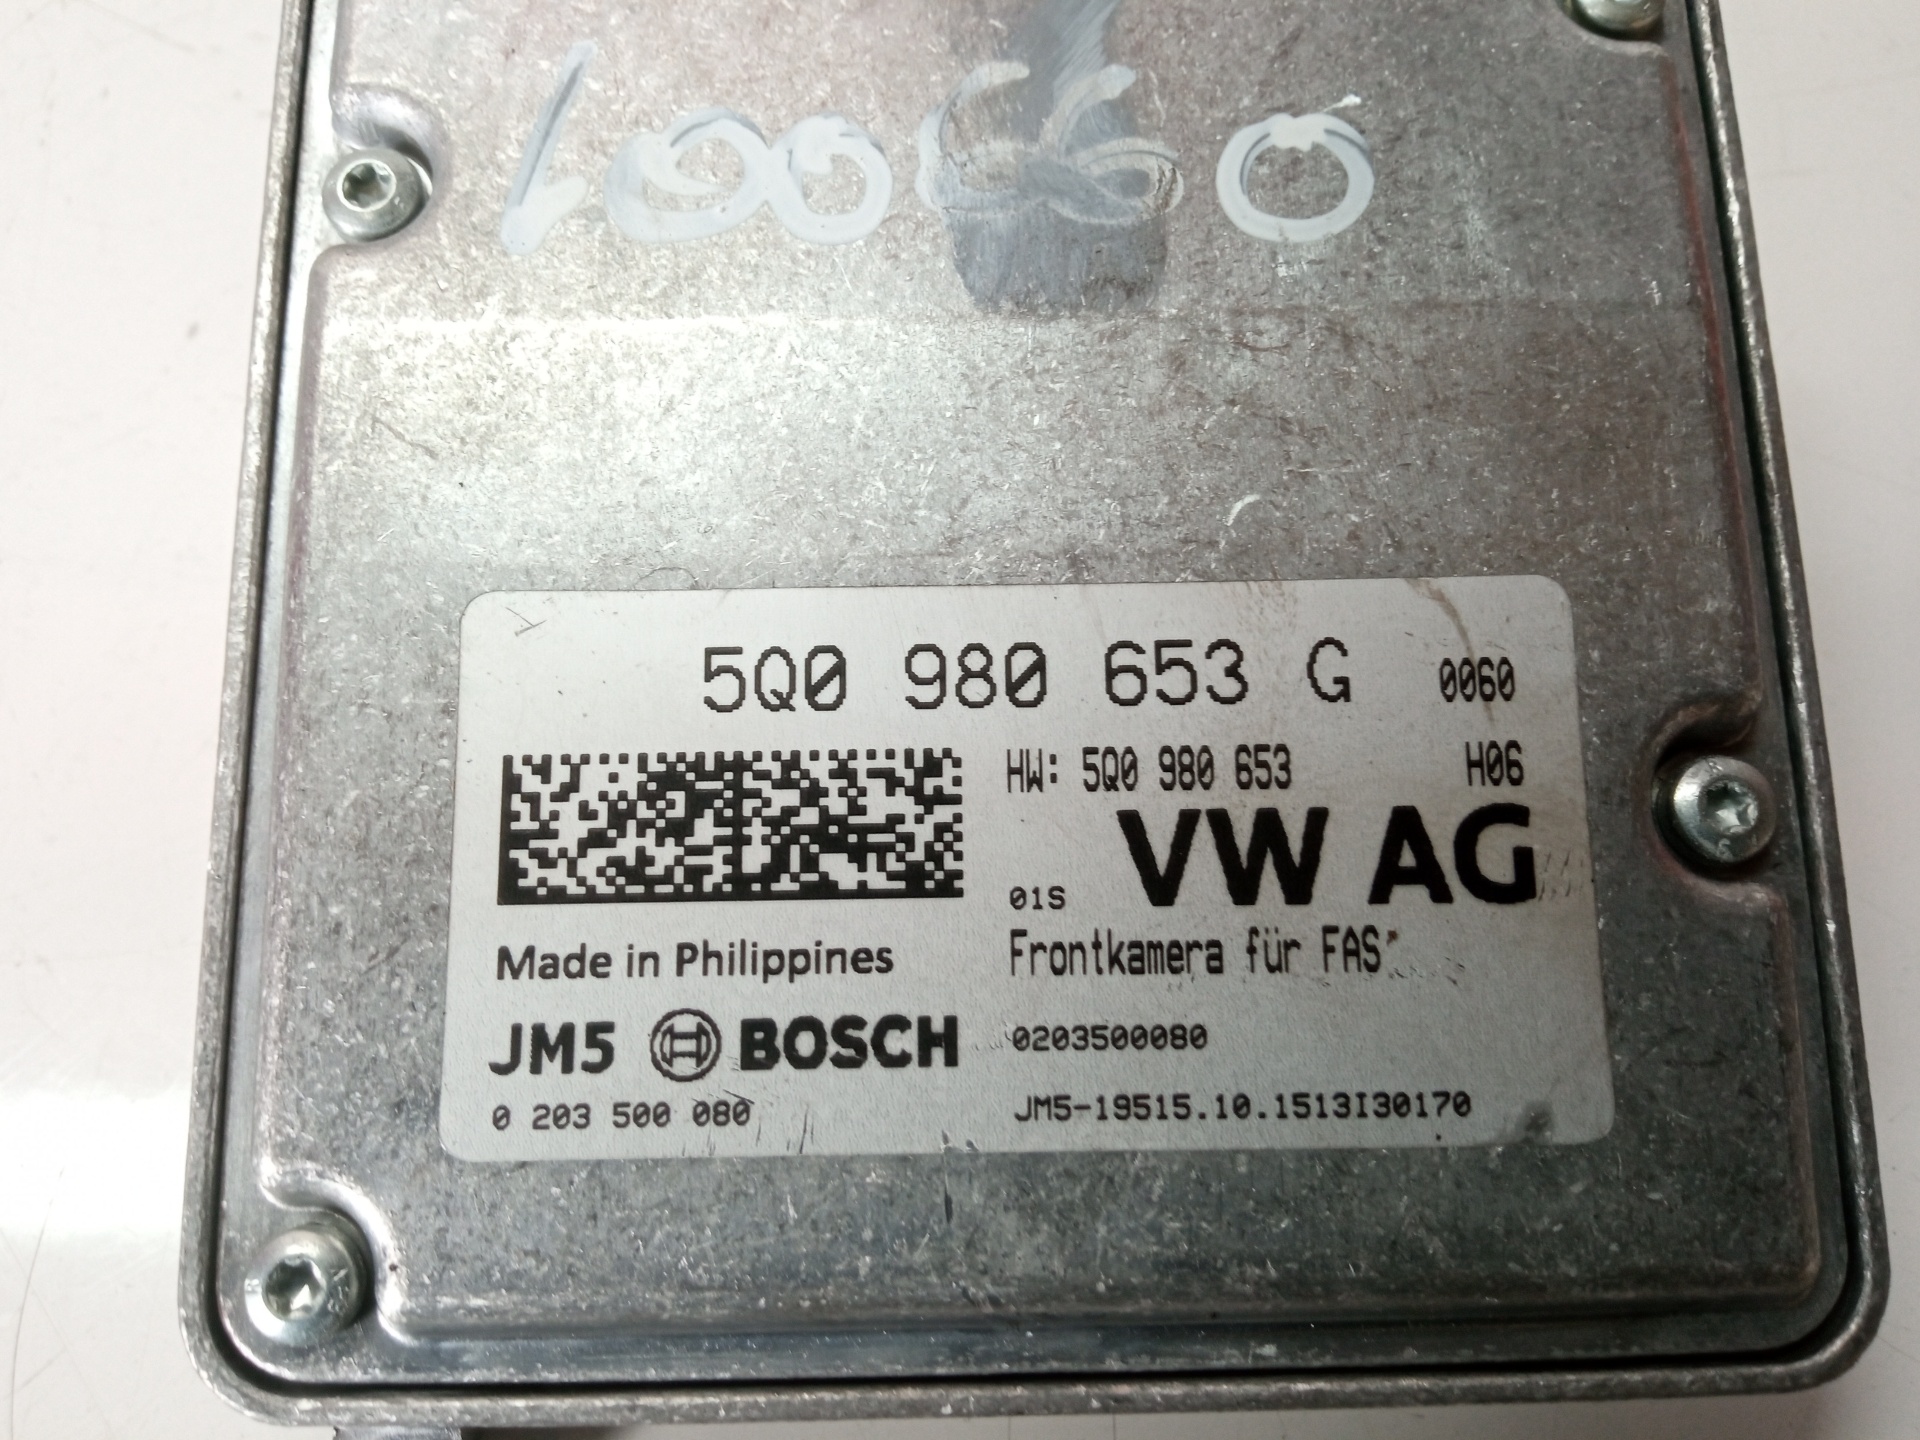 5Q0 980 653 G 0060
HW: 5Q0 980 653 H06
01S VW AG
Made in Philippines
Frontkamera für FAS
JM5 BOSCH
0203500080
0 203 500 080
JM5-19515.10.1513I30170